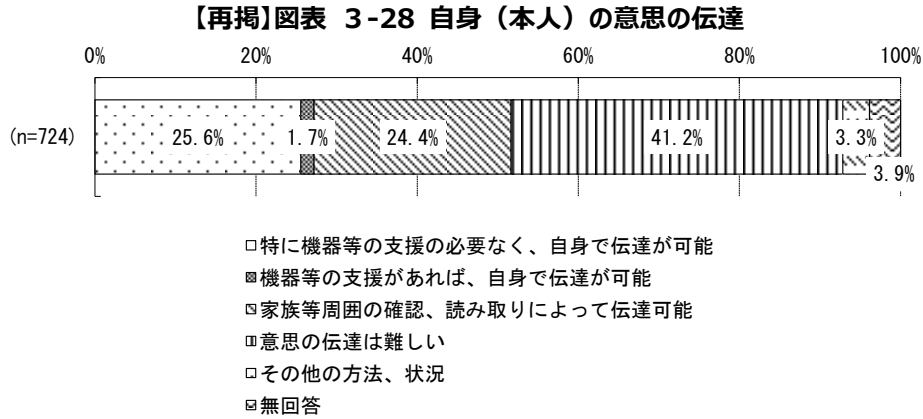 【再掲】図表 3-28 自身（本人）の意思の伝達
0% 20% 40% 60% 80% 100%
(n=724) 25.6% 1.7% 24.4% 41.2% 3.3% 3.9%
特に機器等の支援の必要なく、自身で伝達が可能
機器等の支援があれば、自身で伝達が可能
家族等周囲の確認、読み取りによって伝達可能
意思の伝達は難しい
その他の方法、状況
無回答